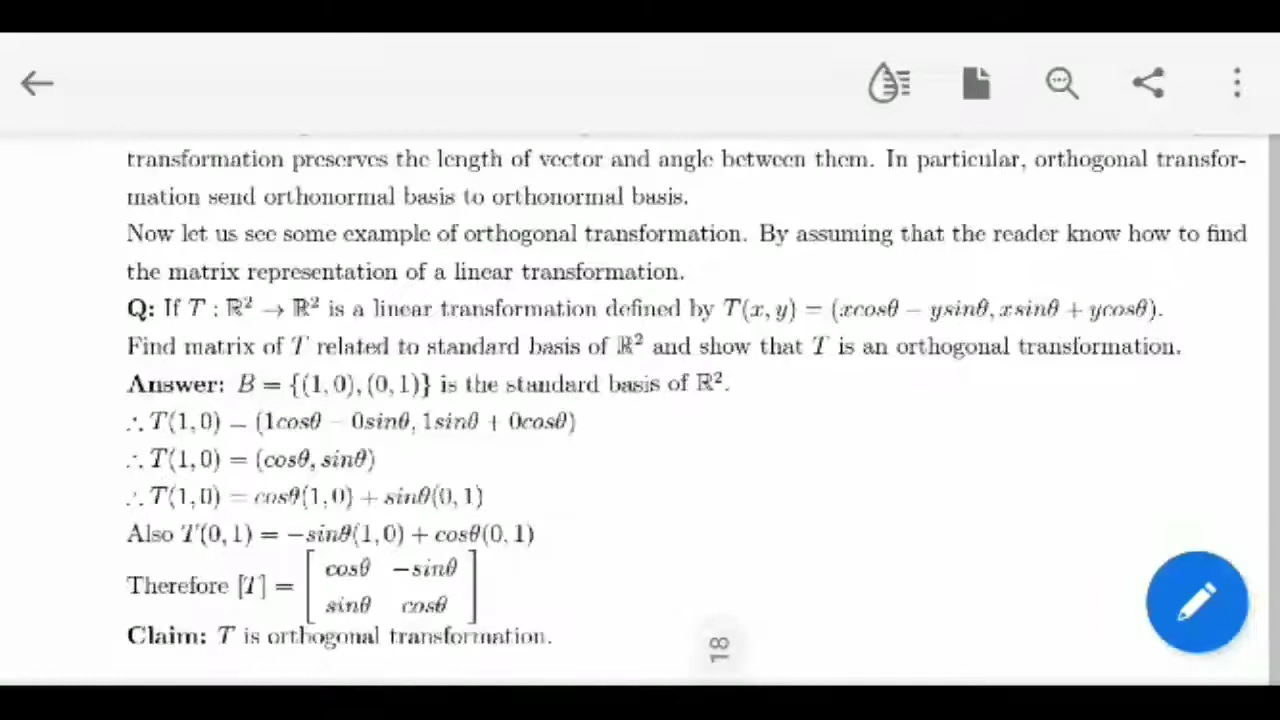 transformation preserves the length of vector and angle between them. In particular, orthogonal transfor-
mation send orthonormal basis to orthonormal basis.
Now let us see some example of orthogonal transformation. By assuming that the reader know how to find
the matrix representation of a linear transformation.
Q: If T : ℝ² → ℝ² is a linear transformation defined by T(x, y) = (xcosθ − ysinθ, xsinθ + ycosθ).
Find matrix of T related to standard basis of ℝ² and show that T is an orthogonal transformation.
Answer: B = {(1, 0), (0, 1)} is the standard basis of ℝ².
∴ T(1, 0) = (1cosθ − 0sinθ, 1sinθ + 0cosθ)
∴ T(1, 0) = (cosθ, sinθ)
∴ T(1, 0) = cosθ(1, 0) + sinθ(0, 1)
Also T(0, 1) = −sinθ(1, 0) + cosθ(0, 1)
Therefore [T] = [ cosθ −sinθ
sinθ cosθ ]
Claim: T is orthogonal transformation.
18